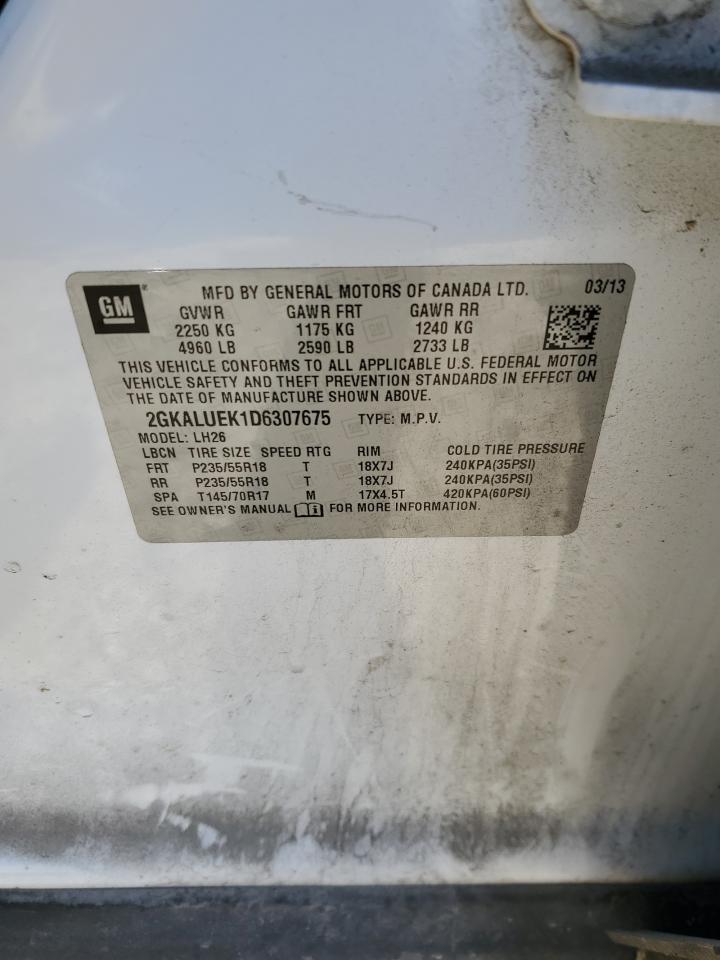 GM
MFD BY GENERAL MOTORS OF CANADA LTD. 03/13
GVWR GAWR FRT GAWR RR
2250 KG 1175 KG 1240 KG
4960 LB 2590 LB 2733 LB
THIS VEHICLE CONFORMS TO ALL APPLICABLE U.S. FEDERAL MOTOR
VEHICLE SAFETY AND THEFT PREVENTION STANDARDS IN EFFECT ON
THE DATE OF MANUFACTURE SHOWN ABOVE.
2GKALUEK1D6307675 TYPE: M.P.V.
MODEL: LH26
LBCN TIRE SIZE SPEED RTG RIM COLD TIRE PRESSURE
FRT P235/55R18 T 18X7J 240KPA(35PSI)
RR P235/55R18 T 18X7J 240KPA(35PSI)
SPA T145/70R17 M 17X4.5T 420KPA(60PSI)
SEE OWNER'S MANUAL FOR MORE INFORMATION.